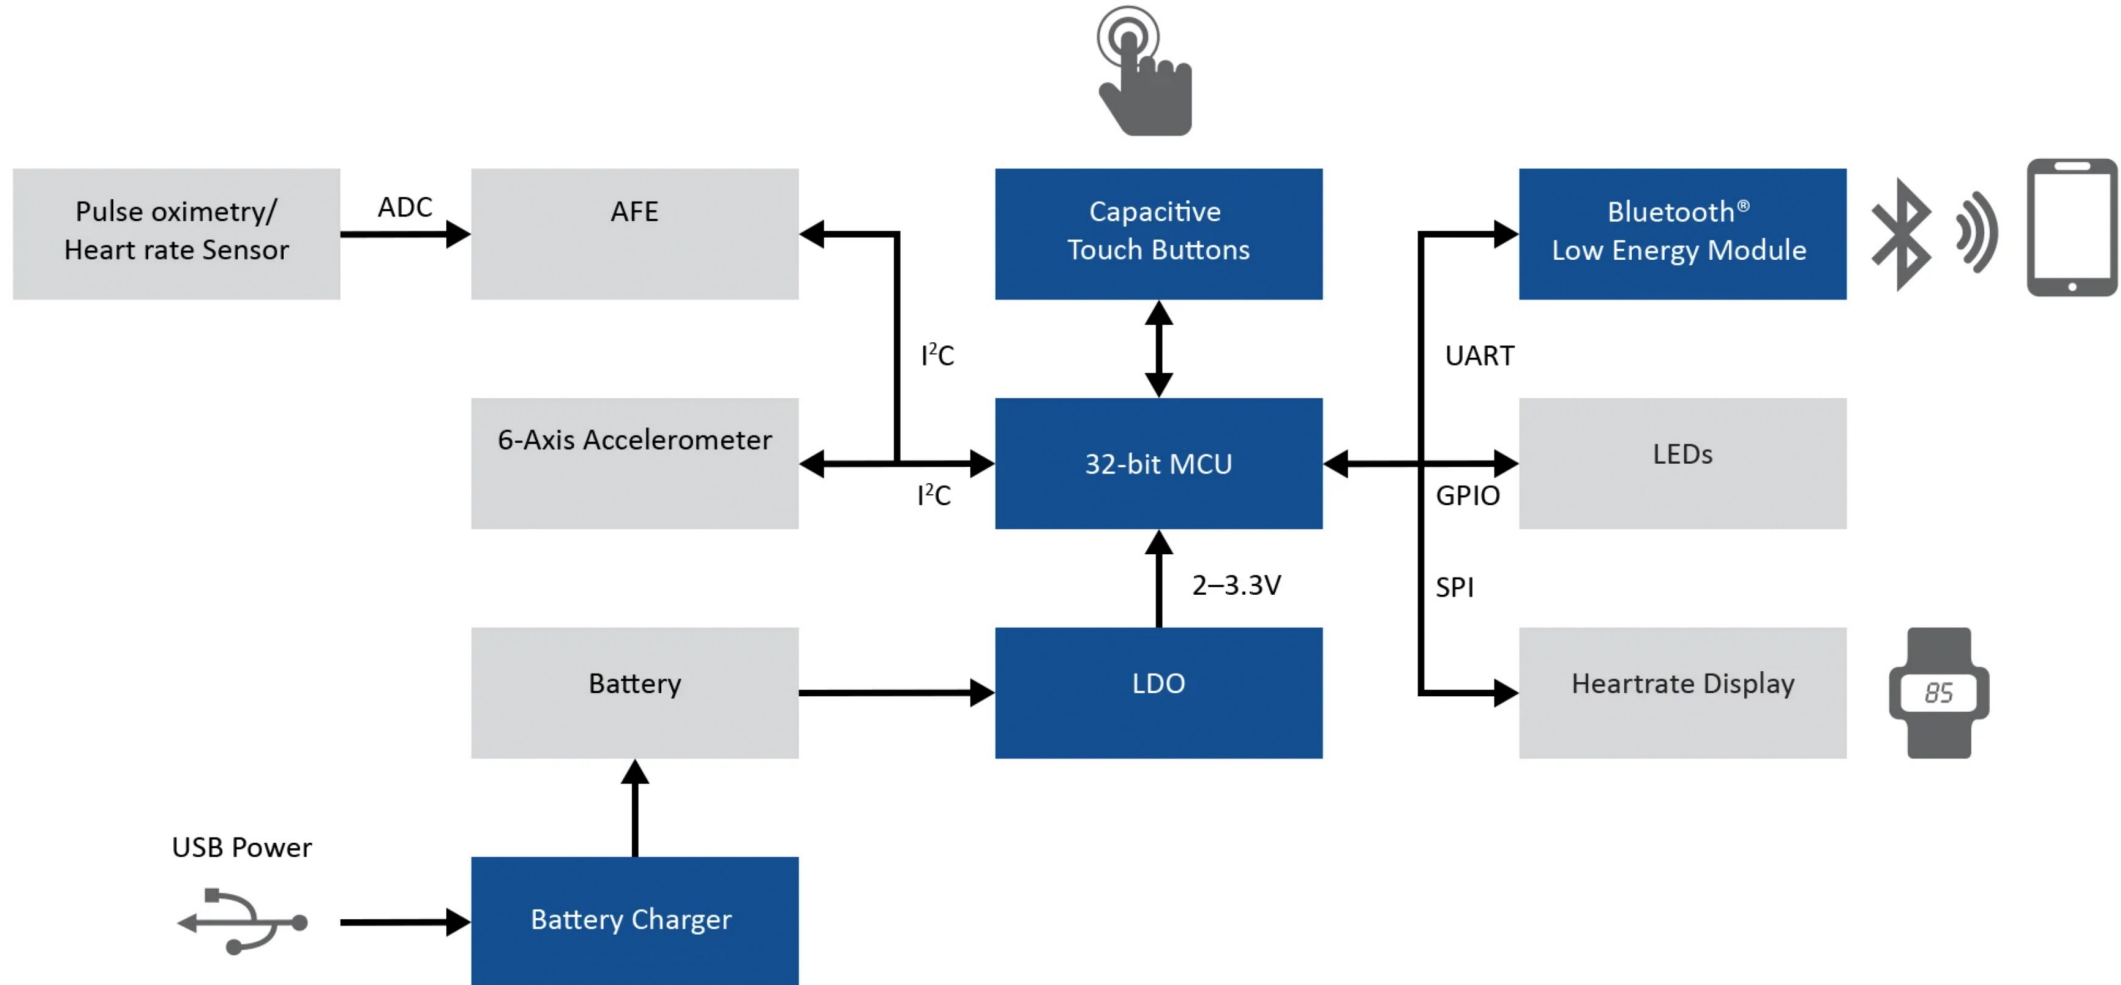 Pulse oximetry/
Heart rate Sensor
ADC
AFE
Capacitive
Touch Buttons
Bluetooth®
Low Energy Module
I²C
UART
6-Axis Accelerometer
32-bit MCU
LEDs
I²C
GPIO
2–3.3V
SPI
Battery
LDO
Heartrate Display
85
USB Power
Battery Charger